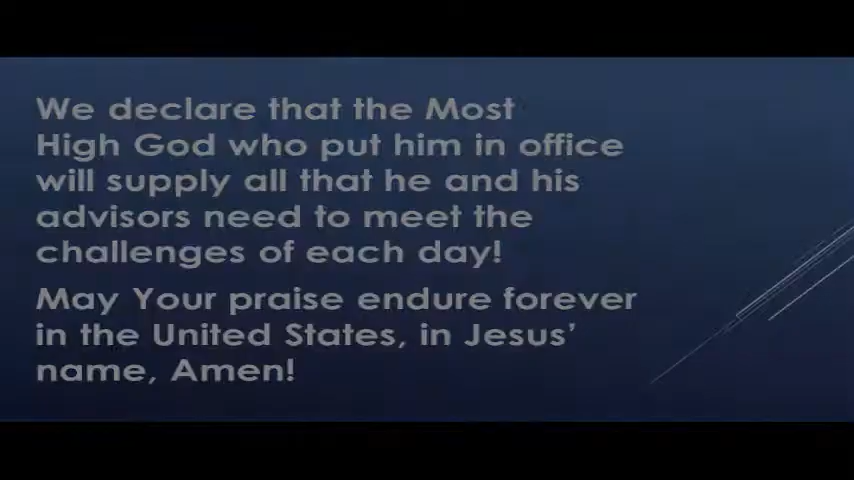 We declare that the Most
High God who put him in office
will supply all that he and his
advisors need to meet the
challenges of each day!
May Your praise endure forever
in the United States, in Jesus’
name, Amen!